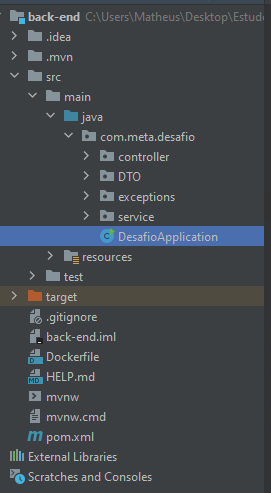 back-end C:\Users\Matheus\Desktop\Estud
.idea
.mvn
src
main
java
com.meta.desafio
controller
DTO
exceptions
service
DesafioApplication
resources
test
target
.gitignore
back-end.iml
Dockerfile
HELP.md
mvnw
mvnw.cmd
pom.xml
External Libraries
Scratches and Consoles